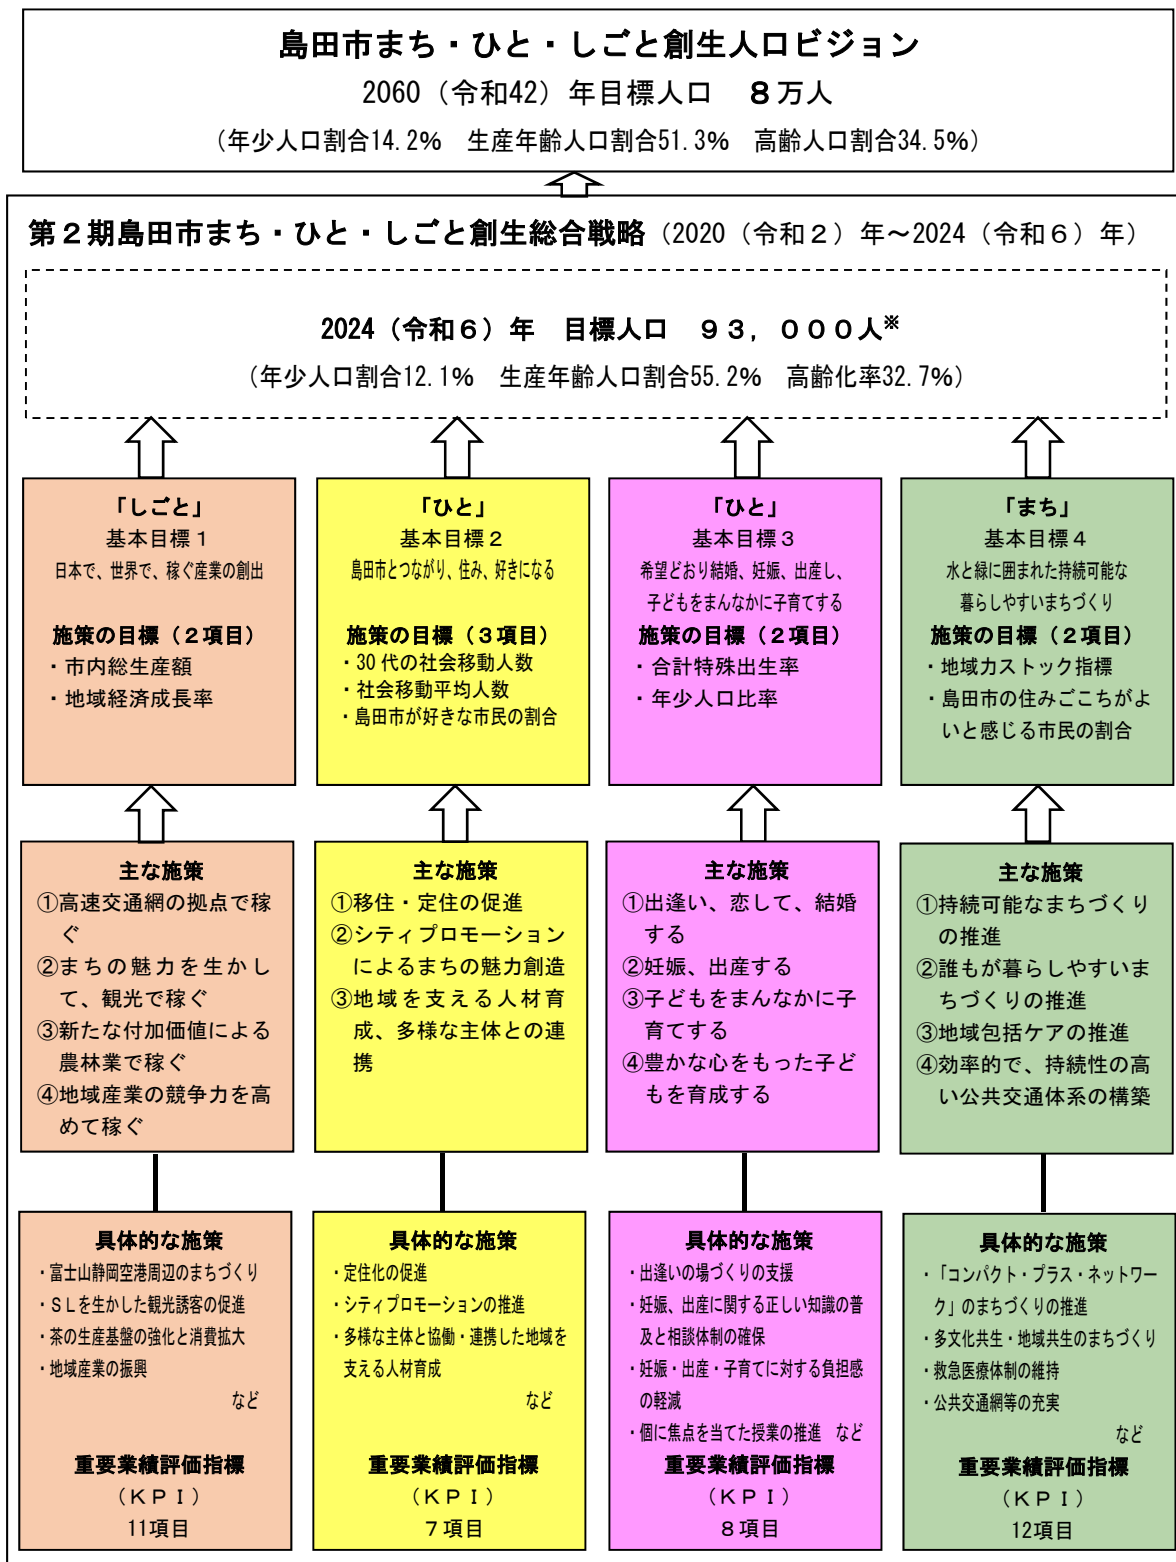 島田市まち・ひと・しごと創生人口ビジョン
2060（令和42）年目標人口　８万人
（年少人口割合14.2%　生産年齢人口割合51.3%　高齢人口割合34.5%）
第２期島田市まち・ひと・しごと創生総合戦略（2020（令和２）年～2024（令和６）年）
2024（令和６）年　目標人口　９３，０００人※
（年少人口割合12.1%　生産年齢人口割合55.2%　高齢化率32.7%）
「しごと」
基本目標１
日本で、世界で、稼ぐ産業の創出
施策の目標（２項目）
・市内総生産額
・地域経済成長率
「ひと」
基本目標２
島田市とつながり、住み、好きになる
施策の目標（３項目）
・30代の社会移動人数
・社会移動平均人数
・島田市が好きな市民の割合
「ひと」
基本目標３
希望どおり結婚、妊娠、出産し、
子どもをまんなかに子育てする
施策の目標（２項目）
・合計特殊出生率
・年少人口比率
「まち」
基本目標４
水と緑に囲まれた持続可能な
暮らしやすいまちづくり
施策の目標（２項目）
・地域力ストック指標
・島田市の住みごこちがよ
いと感じる市民の割合
主な施策
①高速交通網の拠点で稼
ぐ
②まちの魅力を生かし
て、観光で稼ぐ
③新たな付加価値による
農林業で稼ぐ
④地域産業の競争力を高
めて稼ぐ
主な施策
①移住・定住の促進
②シティプロモーション
によるまちの魅力創造
③地域を支える人材育
成、多様な主体との連
携
主な施策
①出逢い、恋して、結婚
する
②妊娠、出産する
③子どもをまんなかに子
育てする
④豊かな心をもった子ど
もを育成する
主な施策
①持続可能なまちづくり
の推進
②誰もが暮らしやすいま
ちづくりの推進
③地域包括ケアの推進
④効率的で、持続性の高
い公共交通体系の構築
具体的な施策
・富士山静岡空港周辺のまちづくり
・ＳＬを生かした観光誘客の促進
・茶の生産基盤の強化と消費拡大
・地域産業の振興
など
重要業績評価指標
（ＫＰＩ）
11項目
具体的な施策
・定住化の促進
・シティプロモーションの推進
・多様な主体と協働・連携した地域を
支える人材育成
など
重要業績評価指標
（ＫＰＩ）
７項目
具体的な施策
・出逢いの場づくりの支援
・妊娠、出産に関する正しい知識の普
及と相談体制の確保
・妊娠・出産・子育てに対する負担感
の軽減
・個に焦点を当てた授業の推進　など
重要業績評価指標
（ＫＰＩ）
８項目
具体的な施策
・「コンパクト・プラス・ネットワー
ク」のまちづくりの推進
・多文化共生・地域共生のまちづくり
・救急医療体制の維持
・公共交通網等の充実
など
重要業績評価指標
（ＫＰＩ）
12項目